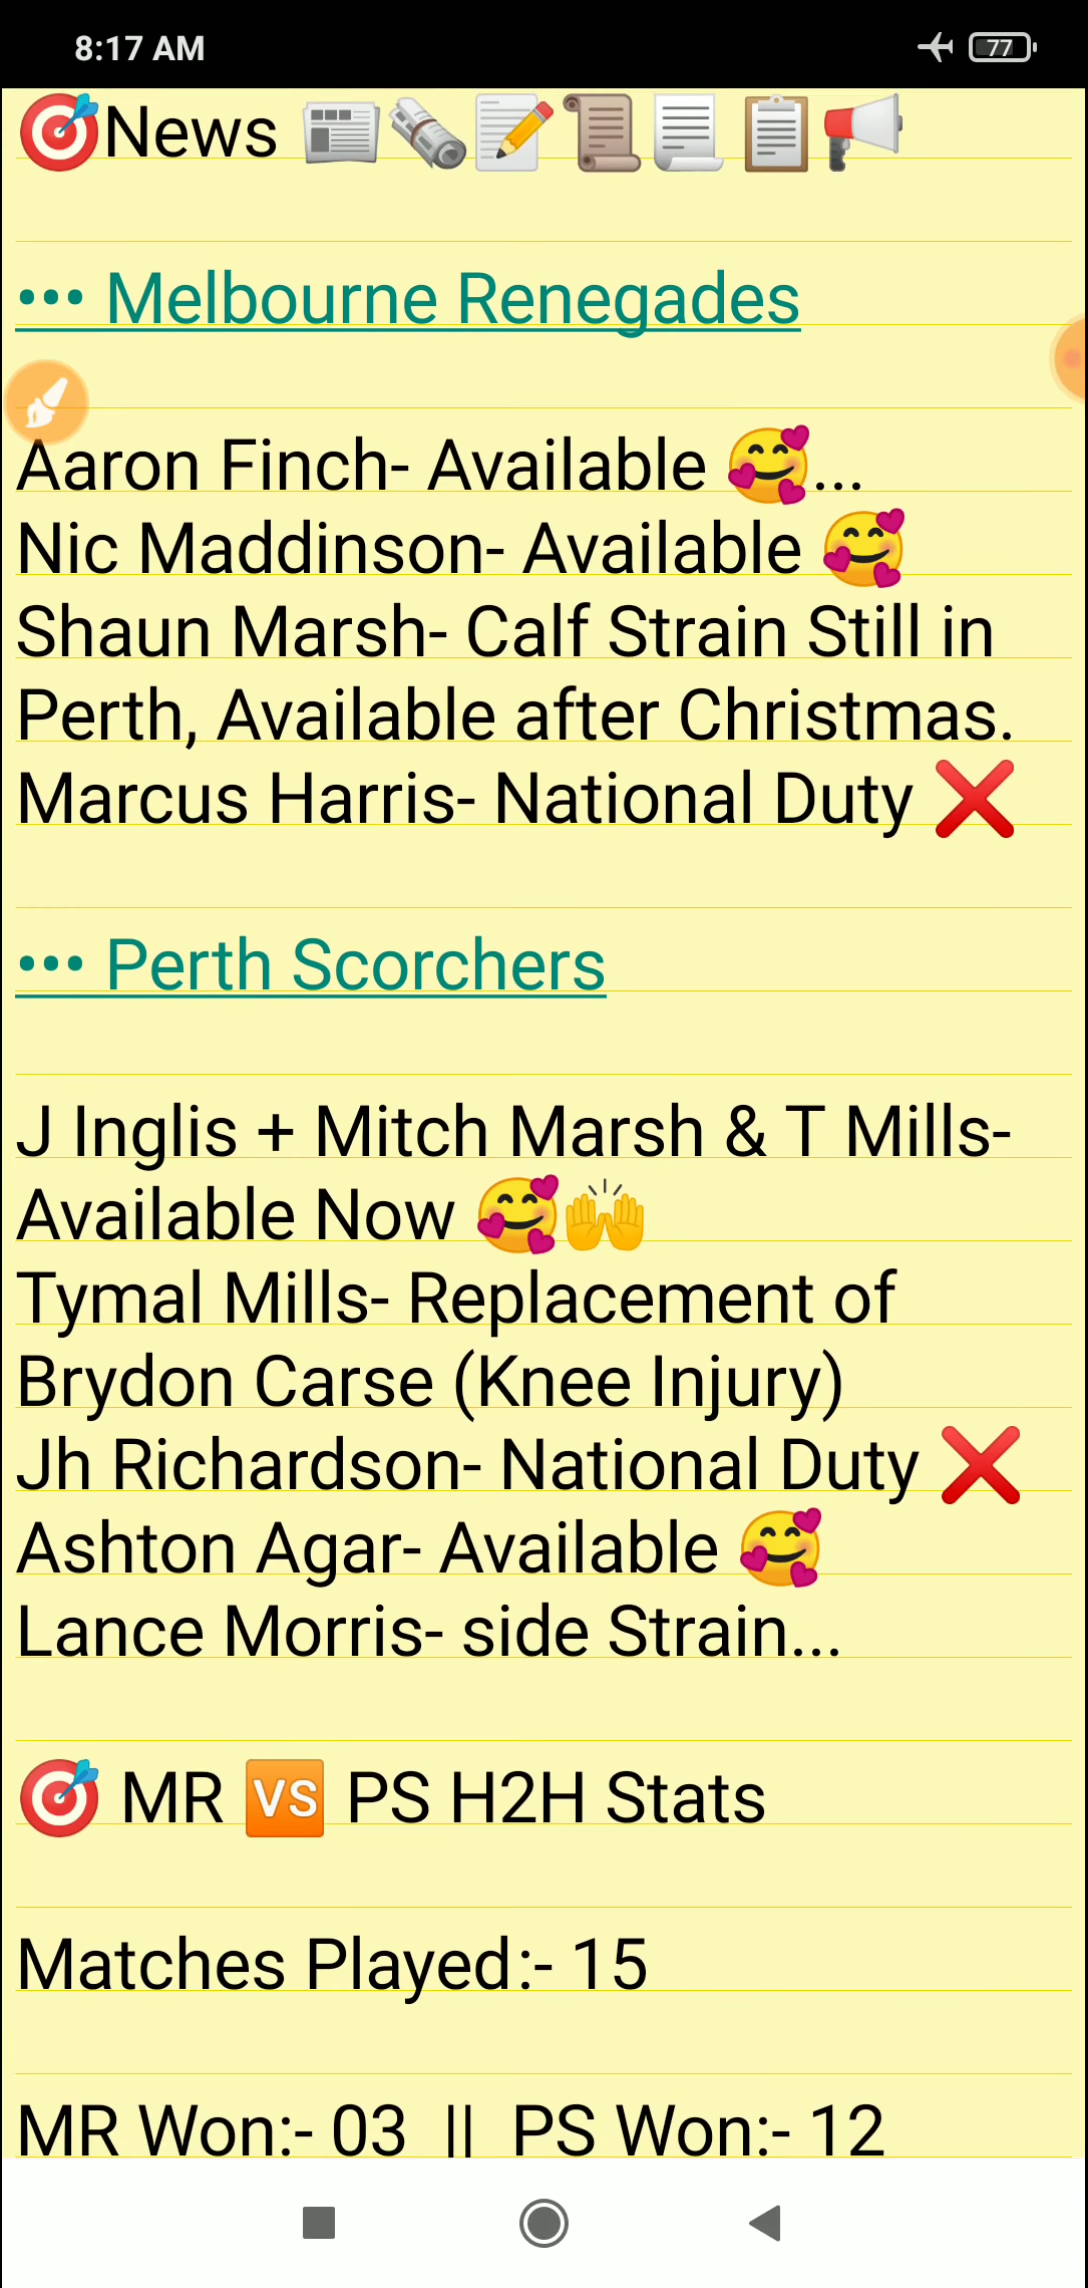 8:17 AM 77
🎯News 📰🗞️📝📜📃📋📢
••• Melbourne Renegades
Aaron Finch- Available 🥰...
Nic Maddinson- Available 🥰
Shaun Marsh- Calf Strain Still in
Perth, Available after Christmas.
Marcus Harris- National Duty ❌
••• Perth Scorchers
J Inglis + Mitch Marsh & T Mills-
Available Now 🥰🙌
Tymal Mills- Replacement of
Brydon Carse (Knee Injury)
Jh Richardson- National Duty ❌
Ashton Agar- Available 🥰
Lance Morris- side Strain...
🎯 MR 🆚 PS H2H Stats
Matches Played:- 15
MR Won:- 03 || PS Won:- 12